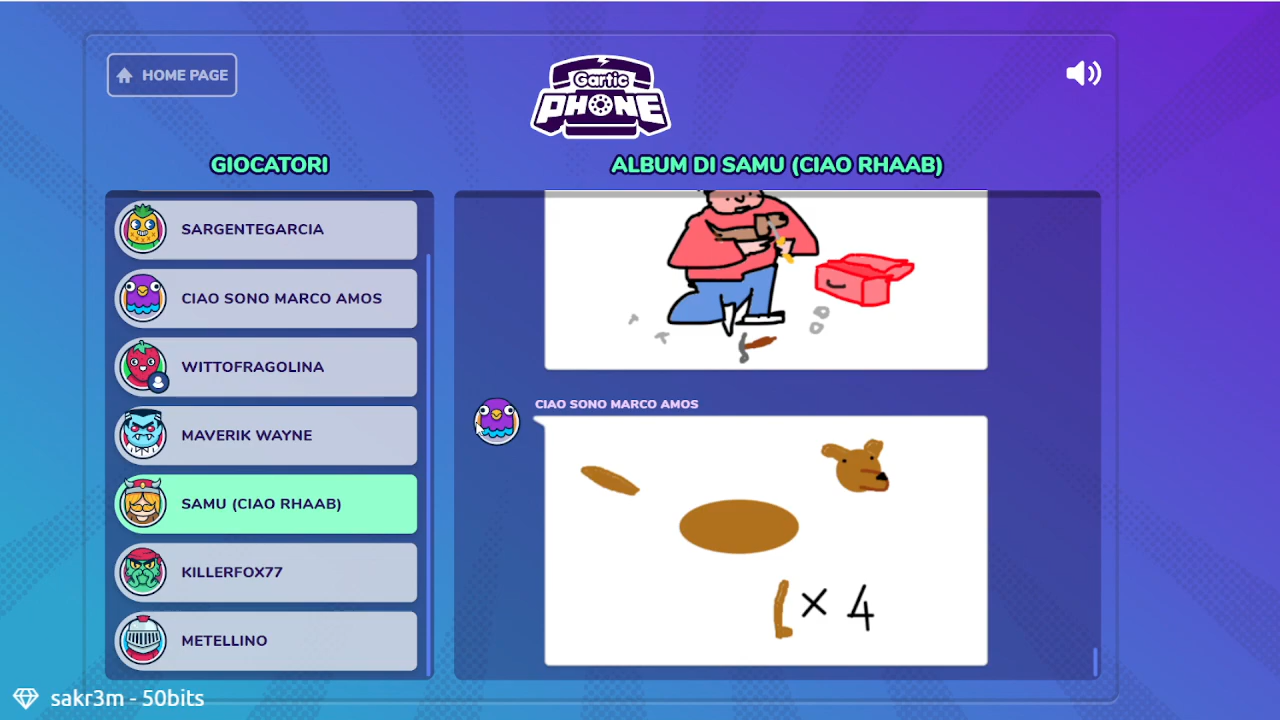 HOME PAGE
Gartic
PHONE
GIOCATORI
ALBUM DI SAMU (CIAO RHAAB)
SARGENTEGARCIA
CIAO SONO MARCO AMOS
WITTOFRAGOLINA
MAVERIK WAYNE
SAMU (CIAO RHAAB)
KILLERFOX77
METELLINO
CIAO SONO MARCO AMOS
× 4
sakr3m - 50bits